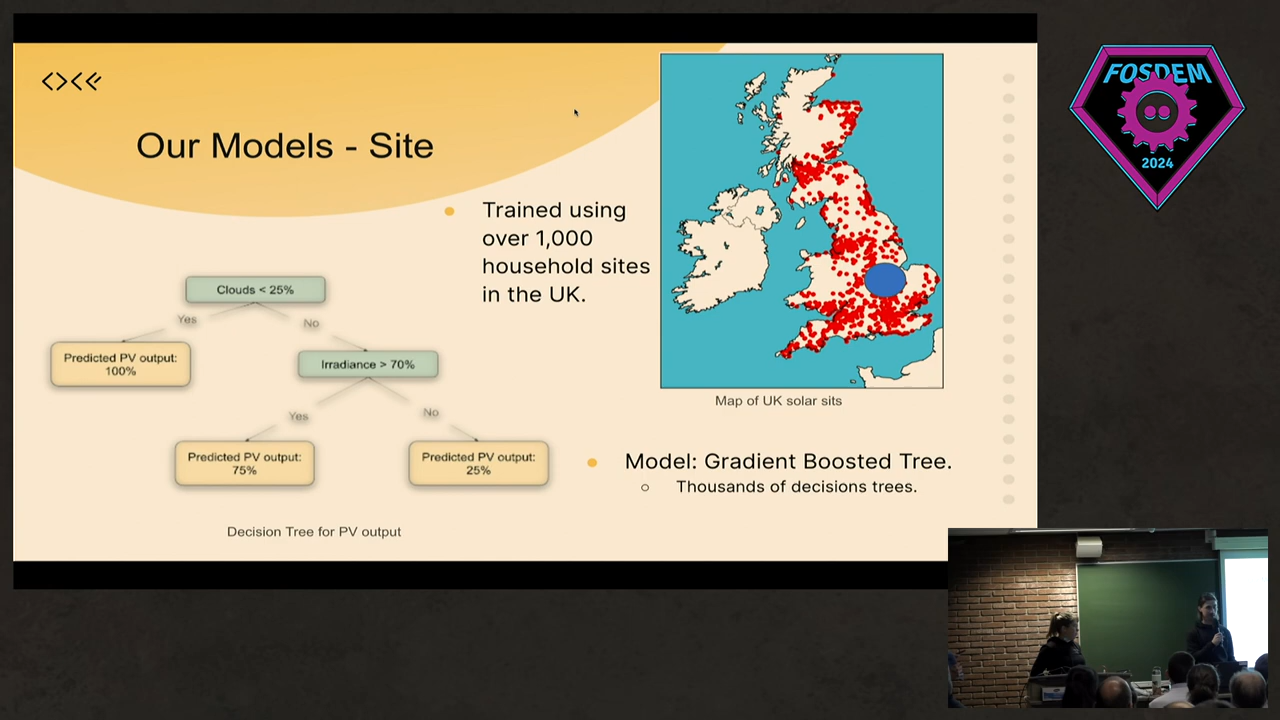 Our Models - Site
Trained using
over 1,000
household sites
in the UK.
Clouds < 25%
Yes
No
Predicted PV output:
100%
Irradiance > 70%
Yes
No
Predicted PV output:
75%
Predicted PV output:
25%
Decision Tree for PV output
Map of UK solar sits
Model: Gradient Boosted Tree.
Thousands of decisions trees.
FOSDEM
2024